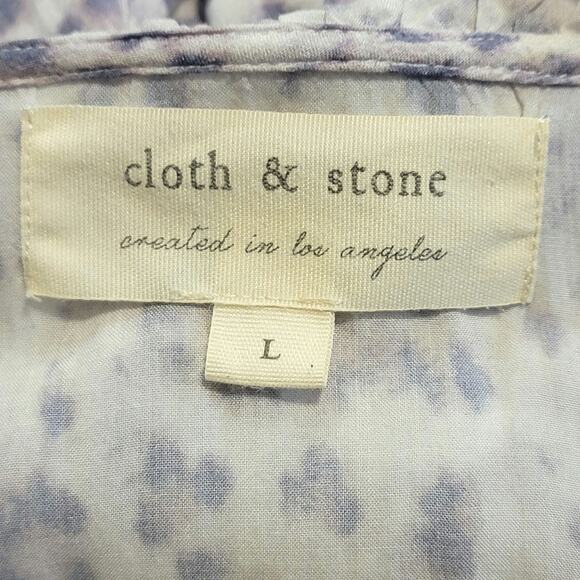 cloth & stone
created in los angeles
L